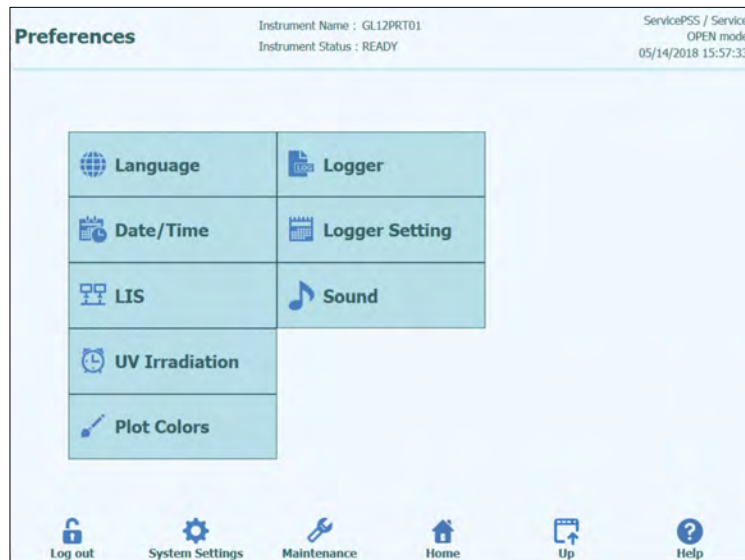 Preferences
Instrument Name : GL12PRT01
Instrument Status : READY
ServicePSS / Service
OPEN mode
05/14/2018 15:57:33
Language
LOG
Logger
Date/Time
Logger Setting
LIS
Sound
UV Irradiation
Plot Colors
Log out
System Settings
Maintenance
Home
Up
? Help